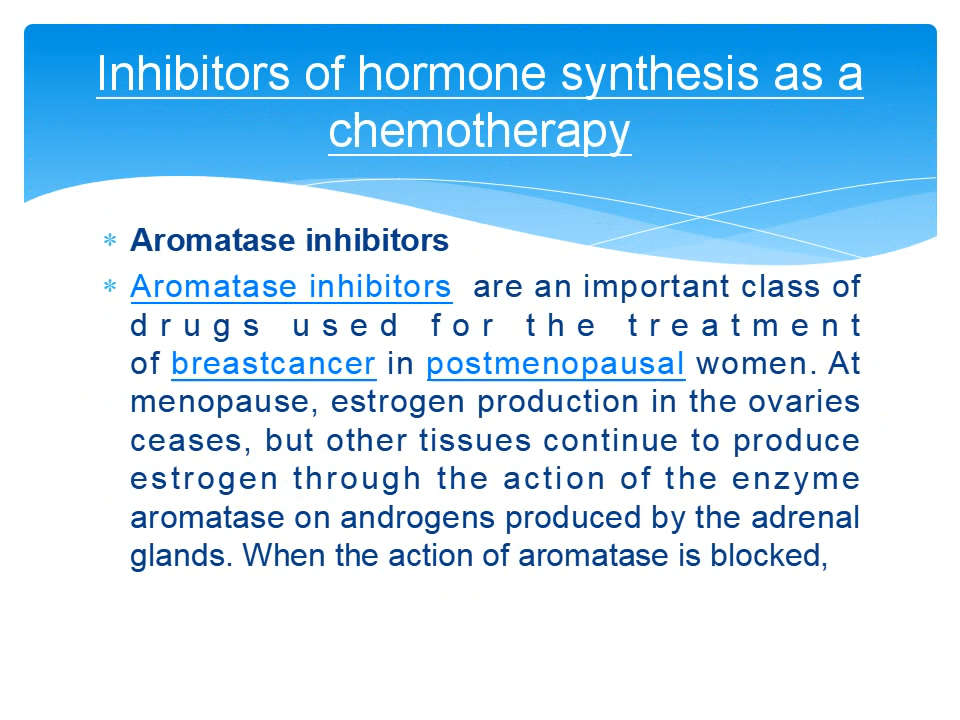 Inhibitors of hormone synthesis as a
chemotherapy
* Aromatase inhibitors
* Aromatase inhibitors are an important class of
drugs used for the treatment
of breastcancer in postmenopausal women. At
menopause, estrogen production in the ovaries
ceases, but other tissues continue to produce
estrogen through the action of the enzyme
aromatase on androgens produced by the adrenal
glands. When the action of aromatase is blocked,